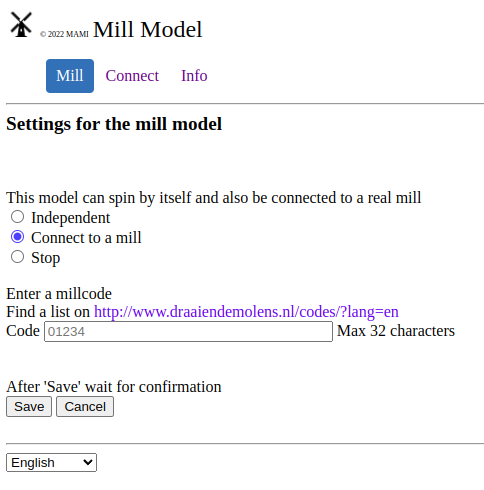 © 2022 MAMI Mill Model
Mill Connect Info
Settings for the mill model
This model can spin by itself and also be connected to a real mill
Independent
Connect to a mill
Stop
Enter a millcode
Find a list on http://www.draaiendemolens.nl/codes/?lang=en
Code 01234 Max 32 characters
After 'Save' wait for confirmation
Save Cancel
English